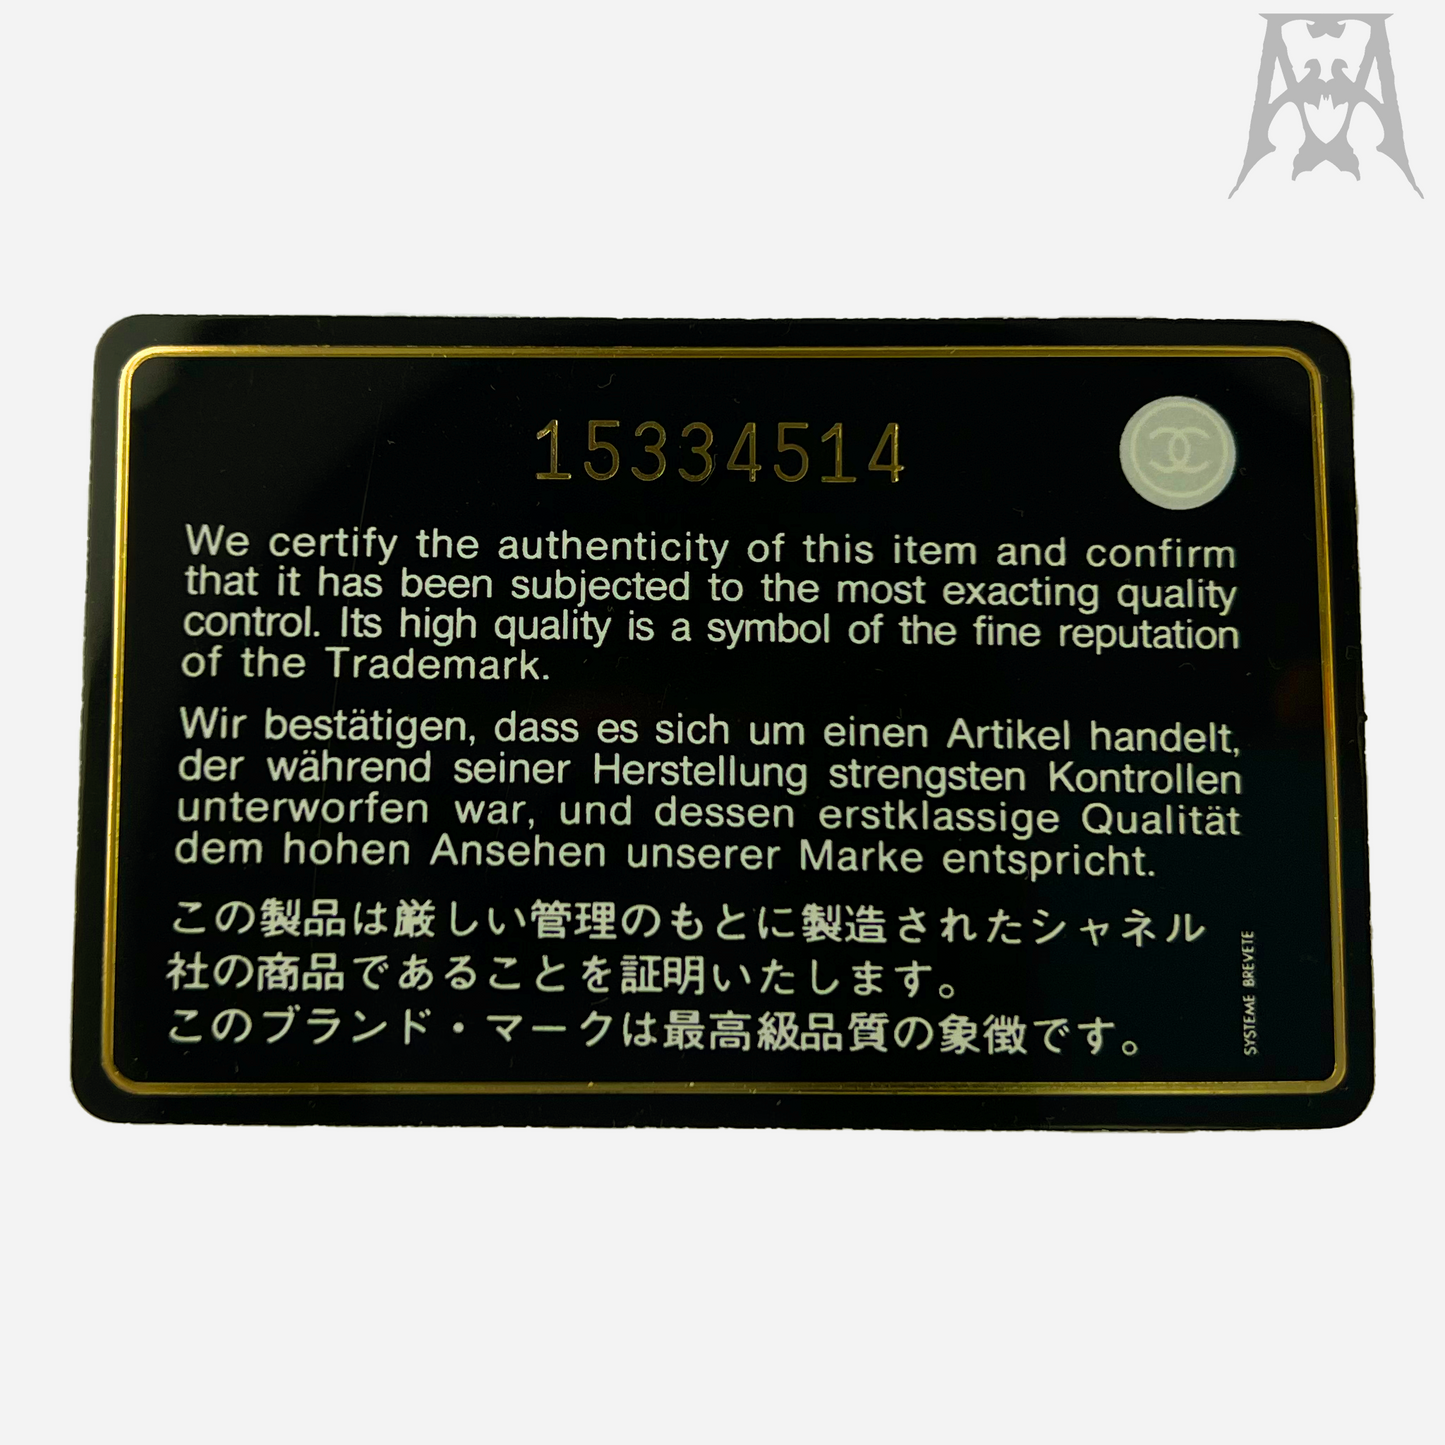 15334514
We certify the authenticity of this item and confirm
that it has been subjected to the most exacting quality
control. Its high quality is a symbol of the fine reputation
of the Trademark.
Wir bestätigen, dass es sich um einen Artikel handelt,
der während seiner Herstellung strengsten Kontrollen
unterworfen war, und dessen erstklassige Qualität
dem hohen Ansehen unserer Marke entspricht.
この製品は厳しい管理のもとに製造されたシャネル
社の商品であることを証明いたします。
このブランド・マークは最高級品質の象徴です。
SYSTEME BREVETE